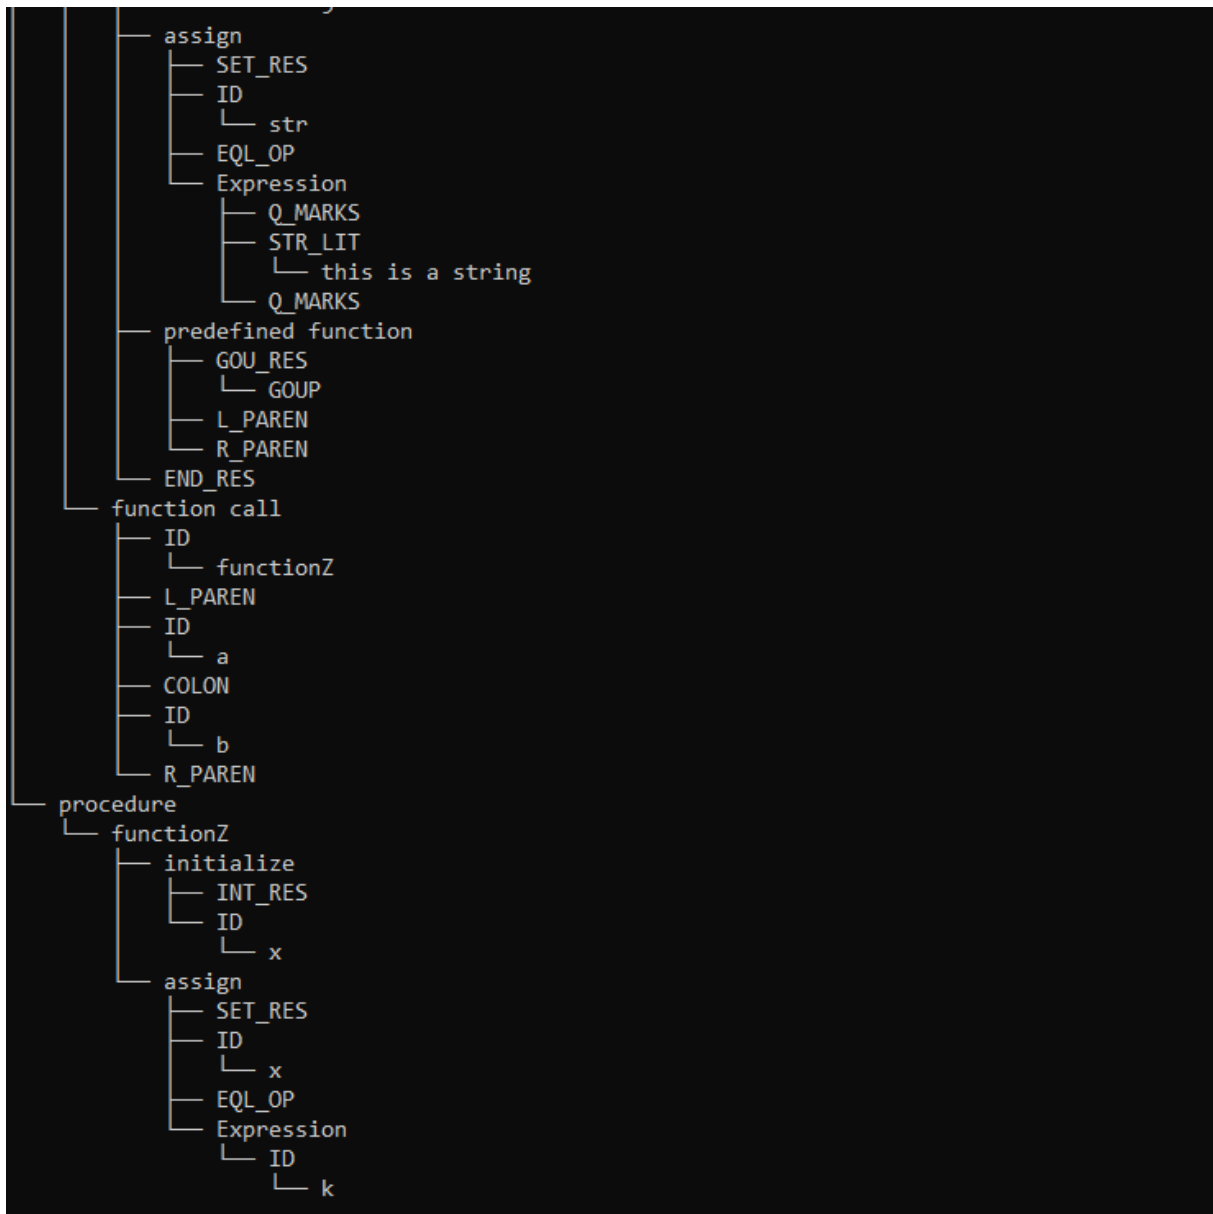 assign
SET_RES
ID
str
EQL_OP
Expression
Q_MARKS
STR_LIT
this is a string
Q_MARKS
predefined function
GOU_RES
GOUP
L_PAREN
R_PAREN
END_RES
function call
ID
functionZ
L_PAREN
ID
a
COLON
ID
b
R_PAREN
procedure
functionZ
initialize
INT_RES
ID
x
assign
SET_RES
ID
x
EQL_OP
Expression
ID
k